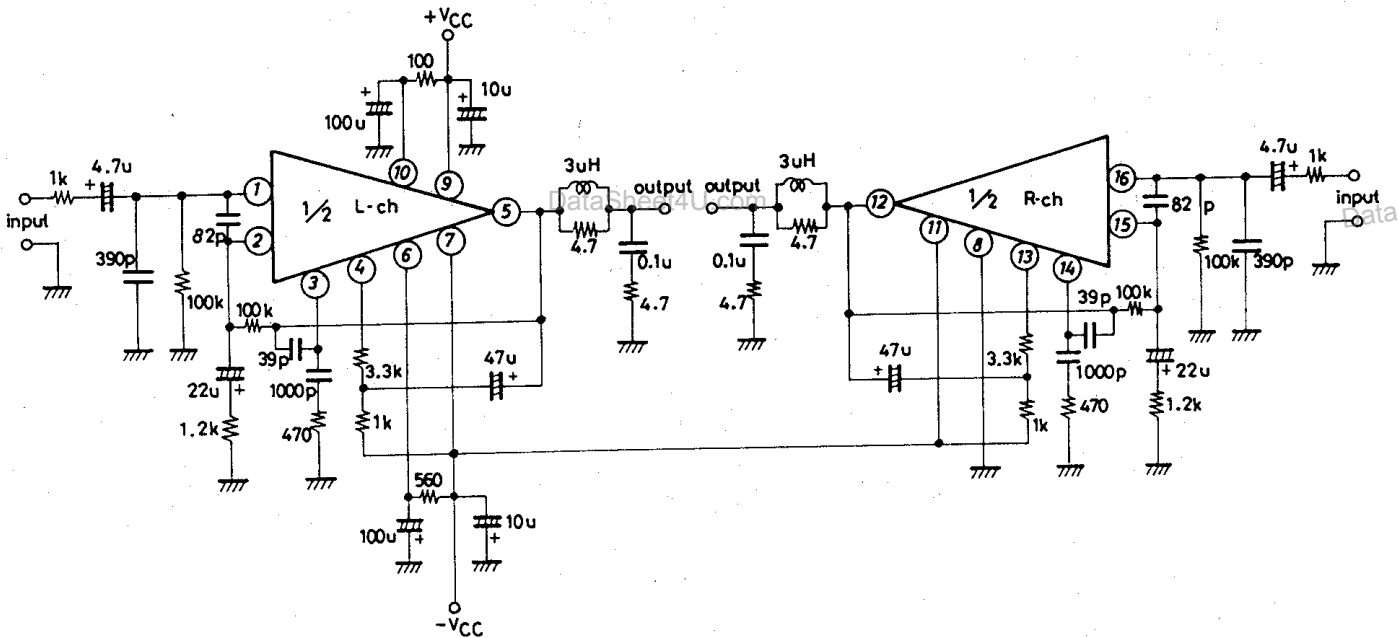 +VCC
100
+
100u
+
10u
10
9
1k
4.7u
+
input
1
82p
2
1/2 L-ch
5
7
6
4
3
390p
100k
3uH
4.7
output
0.1u
4.7
100k
39p
1000p
470
22u
+
1.2k
3.3k
1k
47u
+
560
100u
+
10u
+
-VCC
DataSheet4U.com
output
0.1u
4.7
3uH
4.7
12
1/2 R-ch
11
8
13
14
16
15
82 p
4.7u
+
1k
input
Data
100k
390p
39p
100k
1000p
470
22u
+
1.2k
47u
+
3.3k
1k